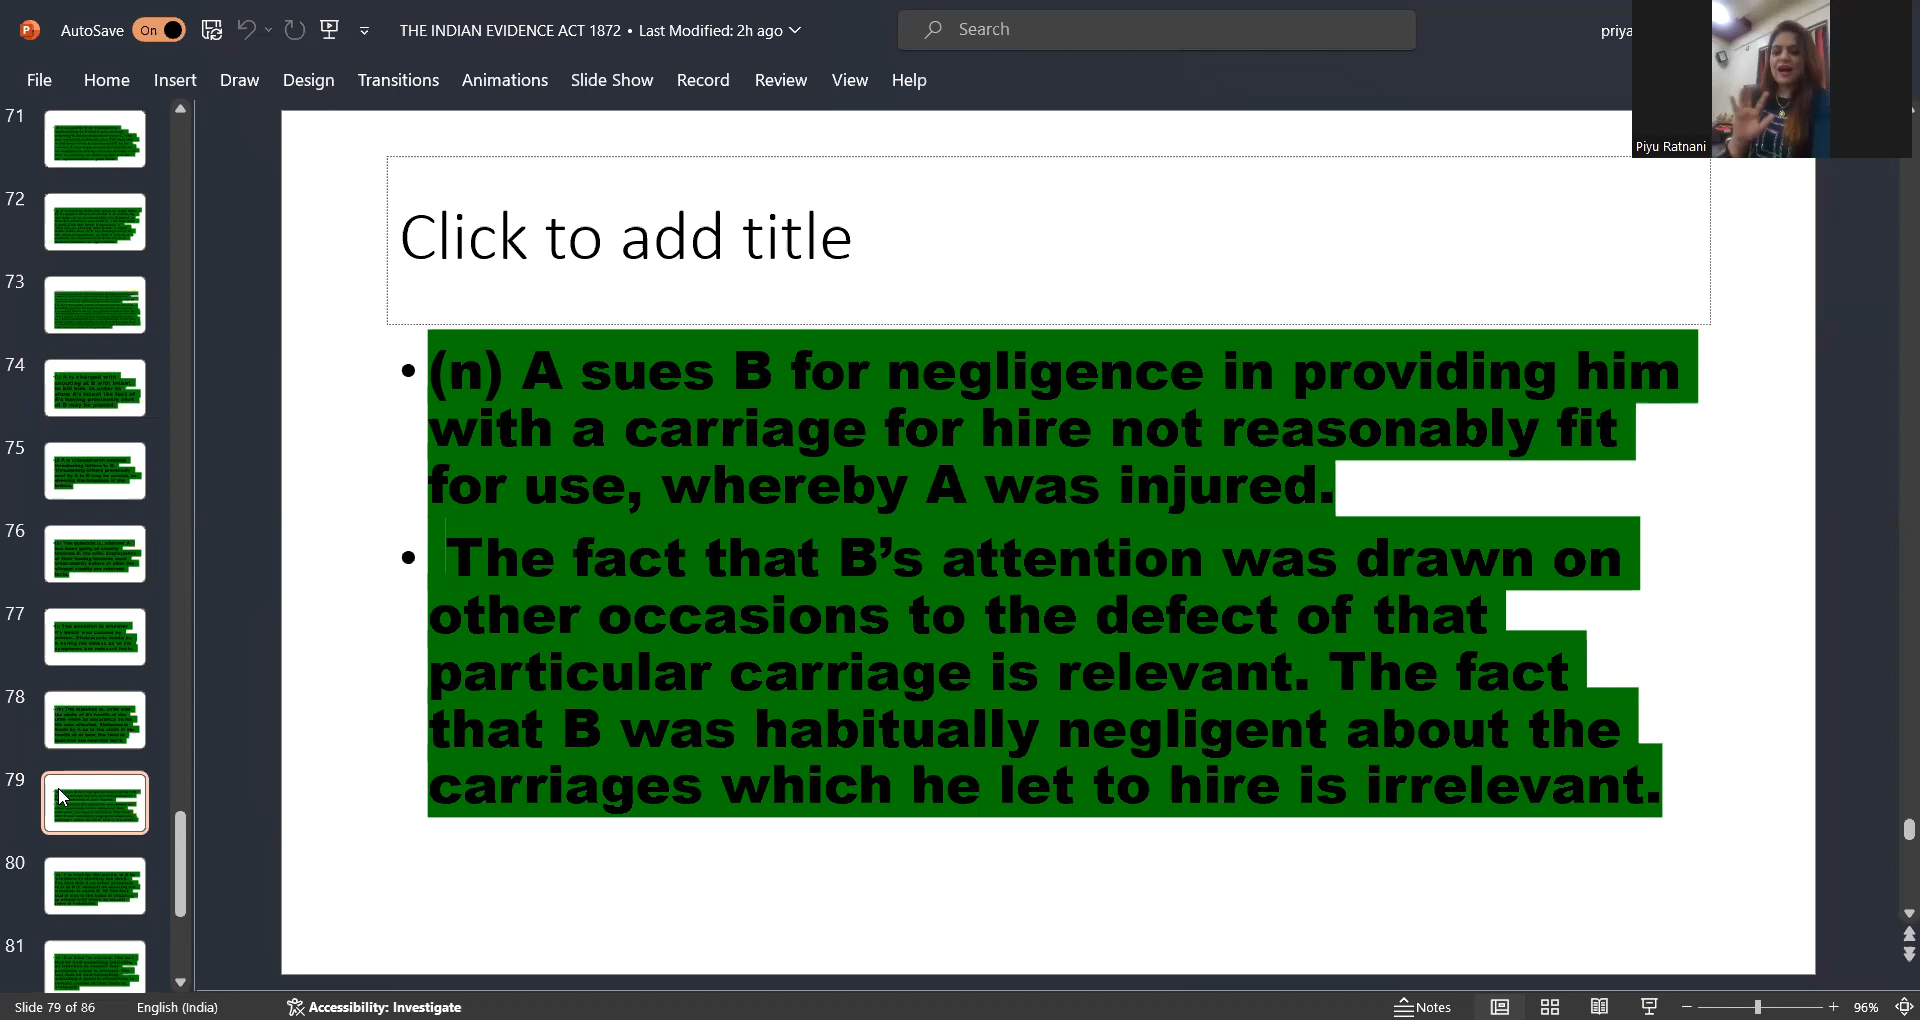 AutoSave On THE INDIAN EVIDENCE ACT 1872 • Last Modified: 2h ago Search priya
File Home Insert Draw Design Transitions Animations Slide Show Record Review View Help
Piyu Ratnani
71
72
73
74
75
76
77
78
79
80
81
Click to add title
• (n) A sues B for negligence in providing him
with a carriage for hire not reasonably fit
for use, whereby A was injured.
• The fact that B’s attention was drawn on
other occasions to the defect of that
particular carriage is relevant. The fact
that B was habitually negligent about the
carriages which he let to hire is irrelevant.
Slide 79 of 86 English (India) Accessibility: Investigate Notes 96%